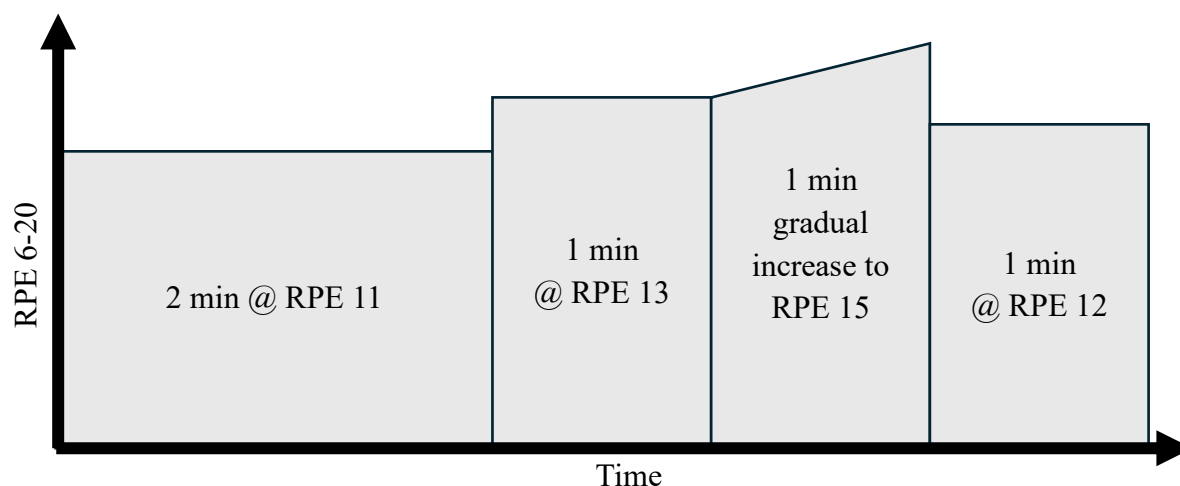 RPE 6-20
2 min @ RPE 11
1 min
@ RPE 13
1 min
gradual
increase to
RPE 15
1 min
@ RPE 12
Time